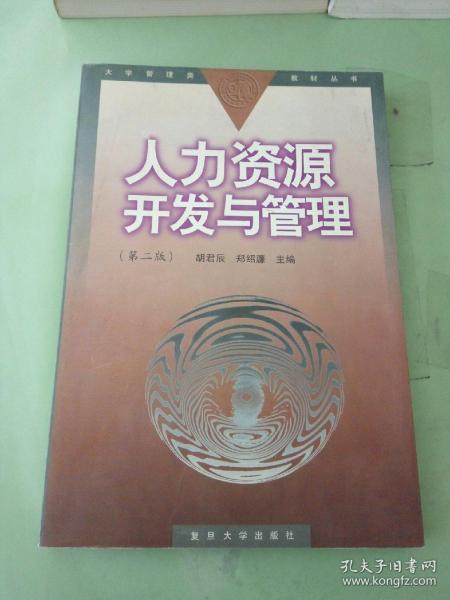 大学管理类 教材丛书
人力资源
开发与管理
(第二版) 胡君辰 郑绍濂 主编
复旦大学出版社
孔夫子旧书网
www.kongfz.com